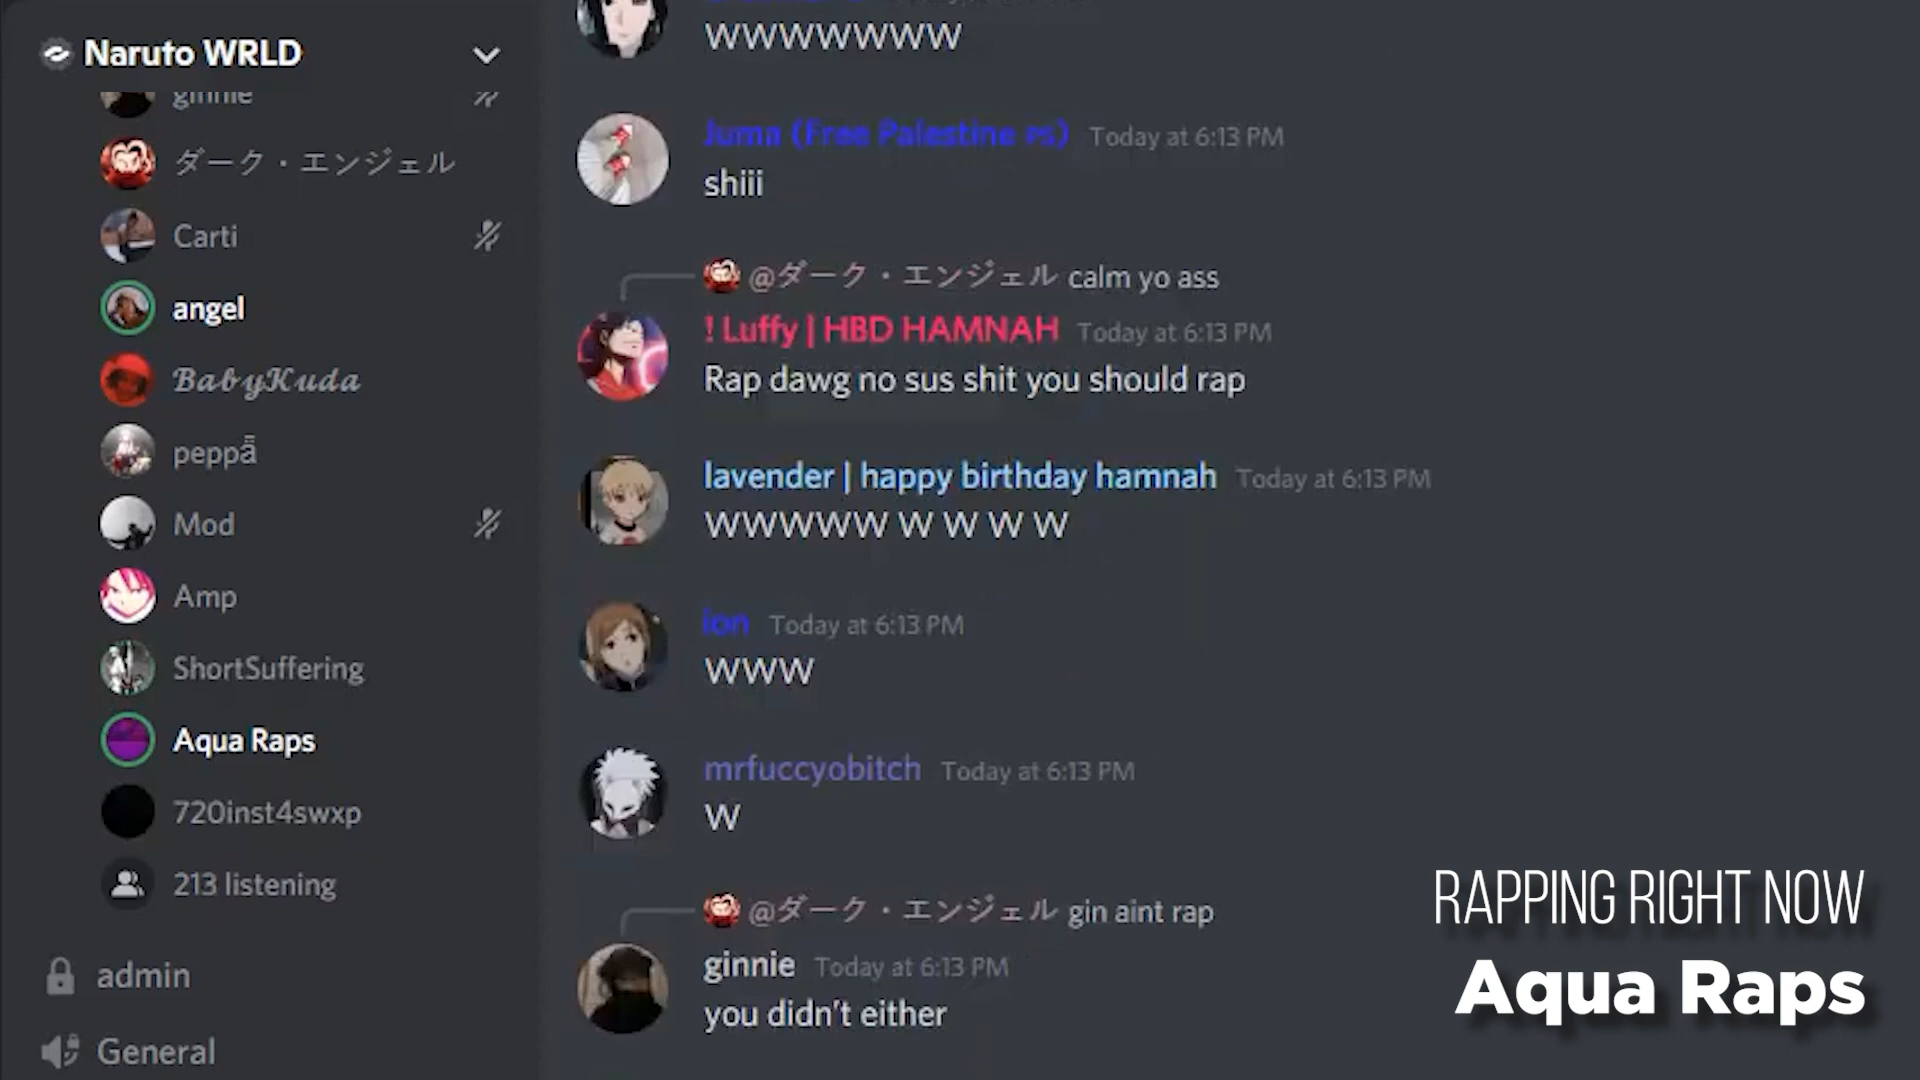 Naruto WRLD
ginnie
ダーク・エンジェル
Carti
angel
BabyKuda
peppã
Mod
Amp
ShortSuffering
Aqua Raps
720inst4swxp
213 listening
admin
General
WWWWWWW
Juma (Free Palestine PS) Today at 6:13 PM
shiii
@ダーク・エンジェル calm yo ass
! Luffy | HBD HAMNAH Today at 6:13 PM
Rap dawg no sus shit you should rap
lavender | happy birthday hamnah Today at 6:13 PM
WWWWW W W W W
ion Today at 6:13 PM
WWW
mrfuccyobitch Today at 6:13 PM
W
@ダーク・エンジェル gin aint rap
ginnie Today at 6:13 PM
you didn't either
RAPPING RIGHT NOW
Aqua Raps